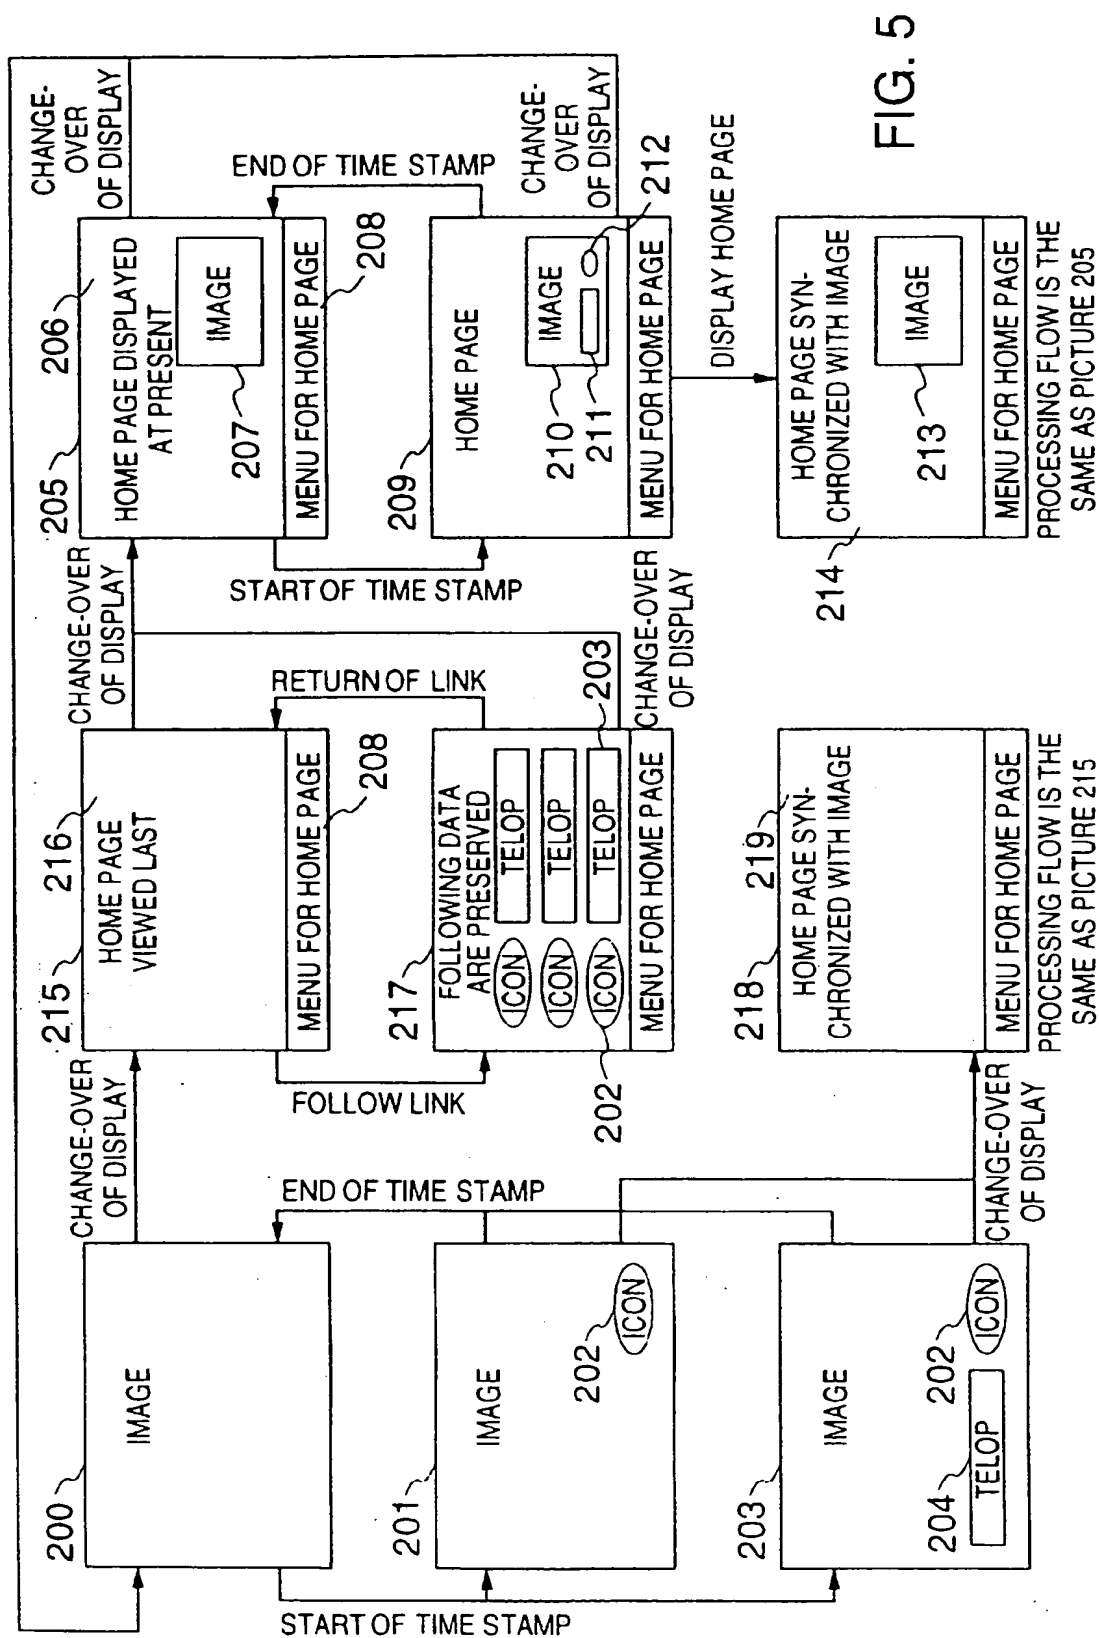 FIG. 5
200
IMAGE
START OF TIME STAMP
201
IMAGE
202
ICON
END OF TIME STAMP
203
IMAGE
204
TELOP
202
ICON
CHANGE-OVER
OF DISPLAY
CHANGE-OVER
OF DISPLAY
215
216
HOME PAGE
VIEWED LAST
MENU FOR HOME PAGE
208
FOLLOW LINK
RETURN OF LINK
217
FOLLOWING DATA
ARE PRESERVED
ICON
TELOP
ICON
TELOP
ICON
TELOP
202
203
MENU FOR HOME PAGE
CHANGE-OVER
OF DISPLAY
218
219
HOME PAGE SYN-
CHRONIZED WITH IMAGE
MENU FOR HOME PAGE
PROCESSING FLOW IS THE
SAME AS PICTURE 215
CHANGE-OVER
OF DISPLAY
205
206
HOME PAGE DISPLAYED
AT PRESENT
207
IMAGE
MENU FOR HOME PAGE
208
CHANGE-
OVER
OF DISPLAY
START OF TIME STAMP
END OF TIME STAMP
209
HOME PAGE
210
IMAGE
211
212
MENU FOR HOME PAGE
CHANGE-
OVER
OF DISPLAY
DISPLAY HOME PAGE
214
HOME PAGE SYN-
CHRONIZED WITH IMAGE
213
IMAGE
MENU FOR HOME PAGE
PROCESSING FLOW IS THE
SAME AS PICTURE 205